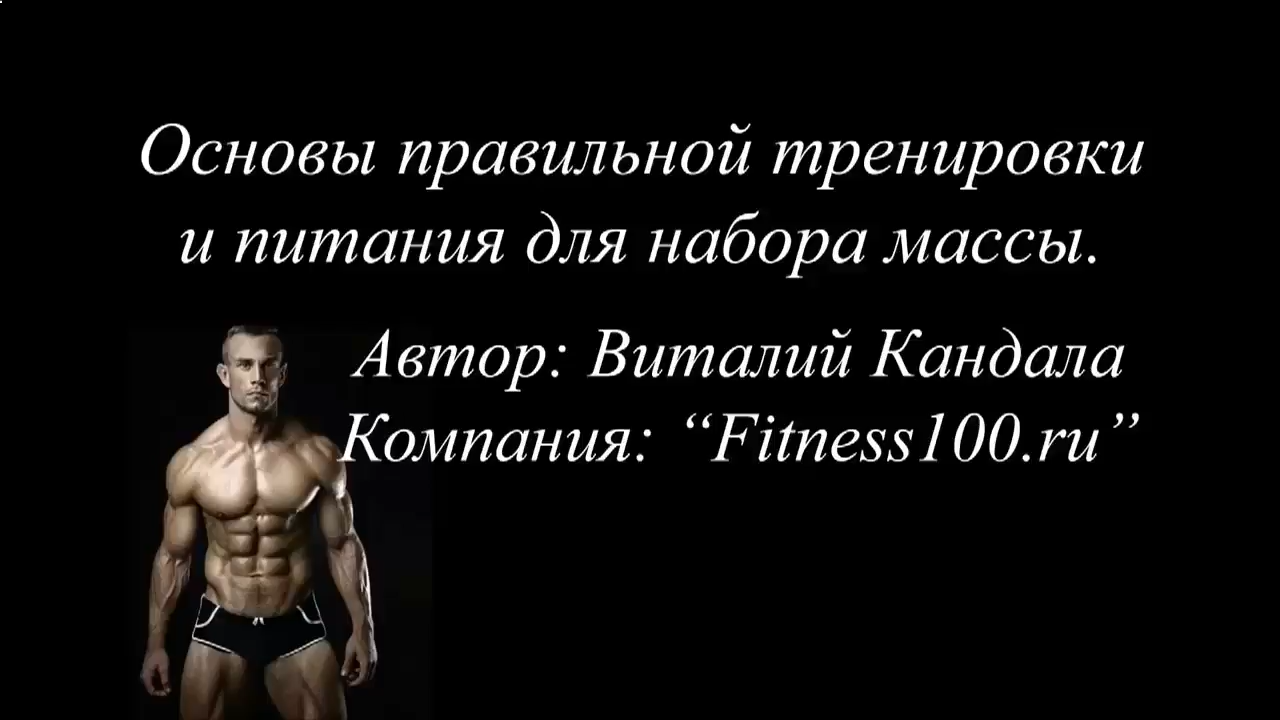 Основы правильной тренировки
и питания для набора массы.
Автор: Виталий Кандала
Компания: “Fitness100.ru”